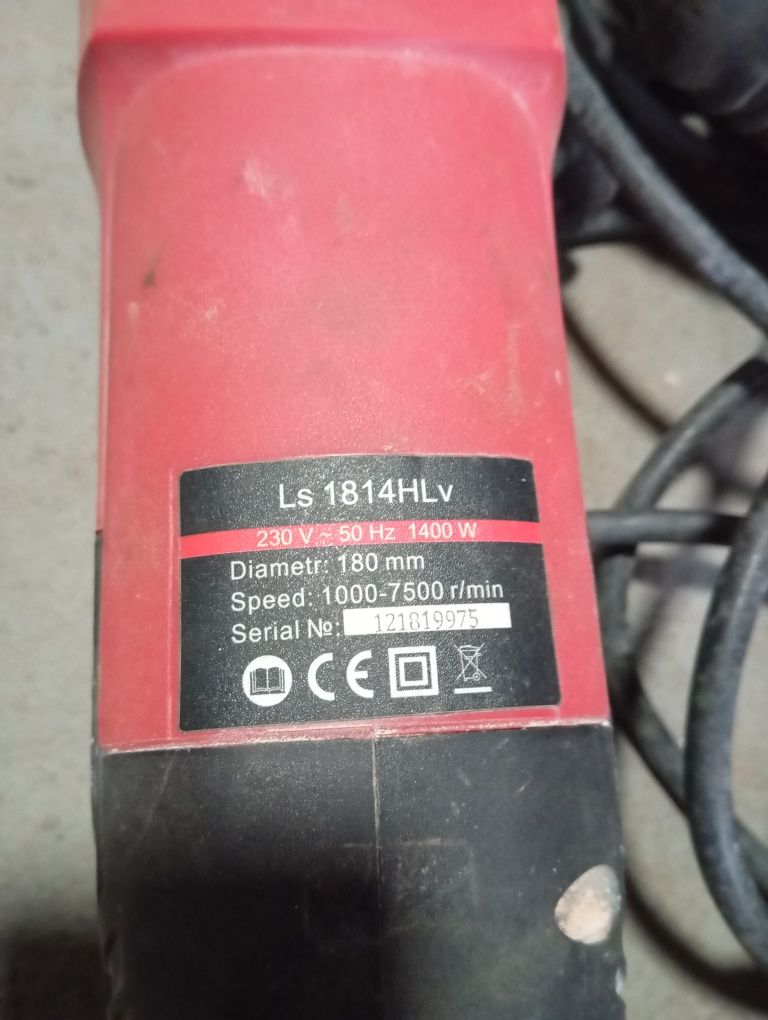 Ls 1814HLv
230 V ~ 50 Hz 1400 W
Diametr: 180 mm
Speed: 1000-7500 r/min
Serial №: 121819975
CE